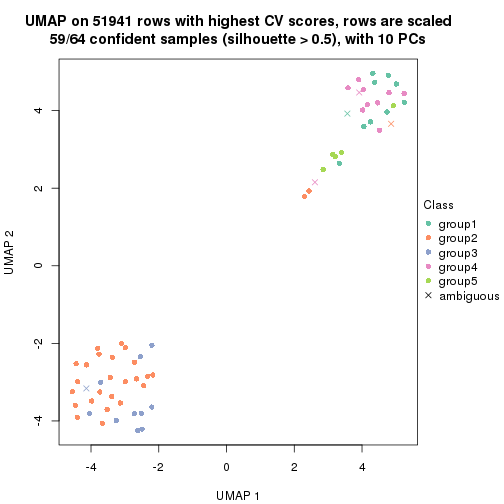 UMAP on 51941 rows with highest CV scores, rows are scaled
59/64 confident samples (silhouette > 0.5), with 10 PCs
UMAP 2
4
2
0
-2
-4
-4
-2
0
2
4
UMAP 1
Class
group1
group2
group3
group4
group5
ambiguous